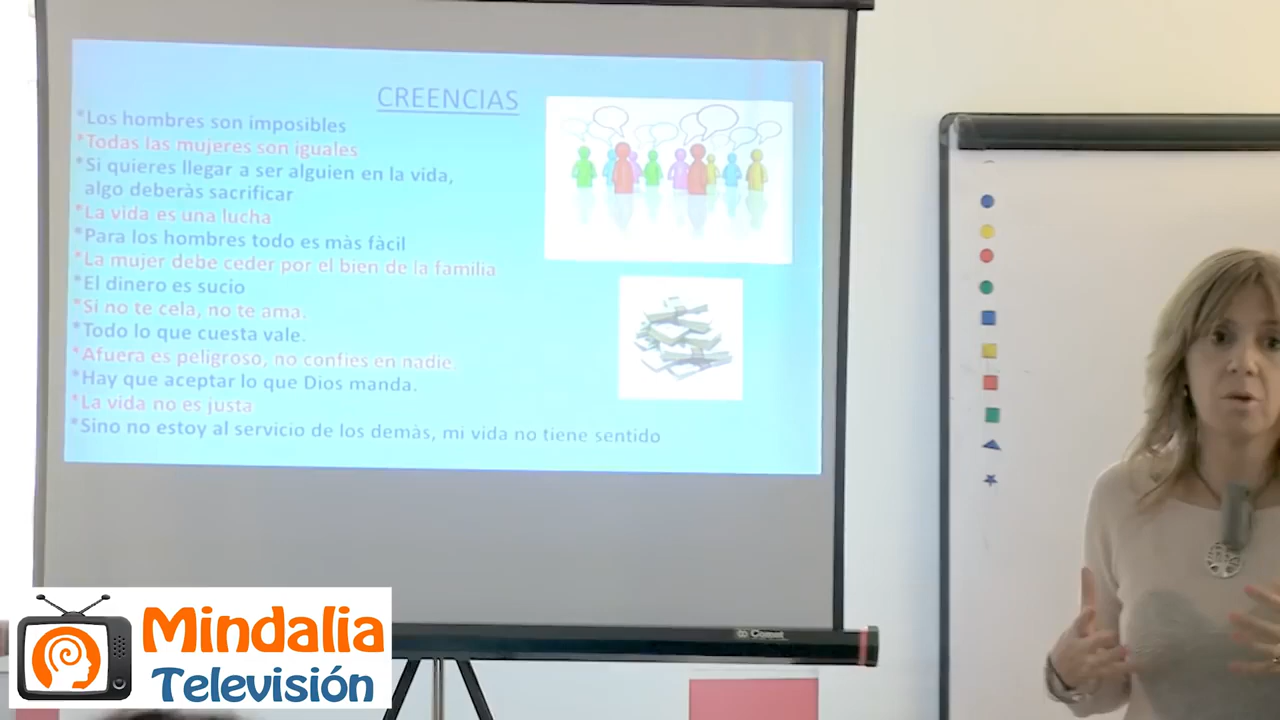 CREENCIAS
*Los hombres son imposibles
*Todas las mujeres son iguales
*Si quieres llegar a ser alguien en la vida,
algo deberàs sacrificar
*La vida es una lucha
*Para los hombres todo es màs fàcil
*La mujer debe ceder por el bien de la familia
*El dinero es sucio
*Si no te cela, no te ama.
*Todo lo que cuesta vale.
*Afuera es peligroso, no confies en nadie.
*Hay que aceptar lo que Dios manda.
*La vida no es justa
*Sino no estoy al servicio de los demàs, mi vida no tiene sentido
Mindalia
Televisión